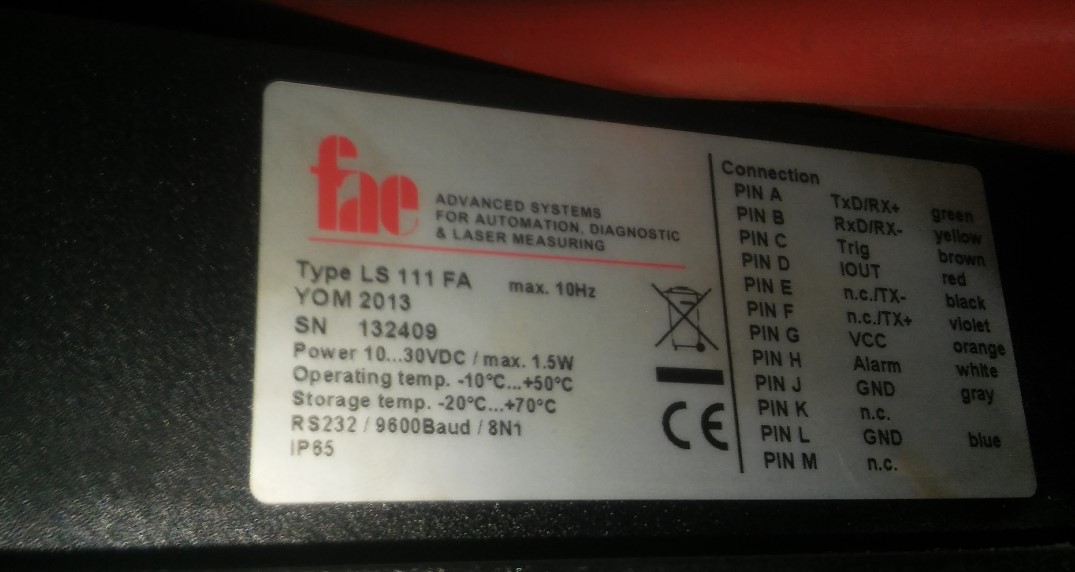 fae
ADVANCED SYSTEMS
FOR AUTOMATION, DIAGNOSTIC
& LASER MEASURING
Type LS 111 FA max. 10Hz
YOM 2013
SN 132409
Power 10...30VDC / max. 1.5W
Operating temp. -10°C...+50°C
Storage temp. -20°C...+70°C
RS232 / 9600Baud / 8N1
IP65
CE
Connection
PIN A TxD/RX+ green
PIN B RxD/RX- yellow
PIN C Trig brown
PIN D IOUT red
PIN E n.c./TX- black
PIN F n.c./TX+ violet
PIN G VCC orange
PIN H Alarm white
PIN J GND gray
PIN K n.c.
PIN L GND blue
PIN M n.c.